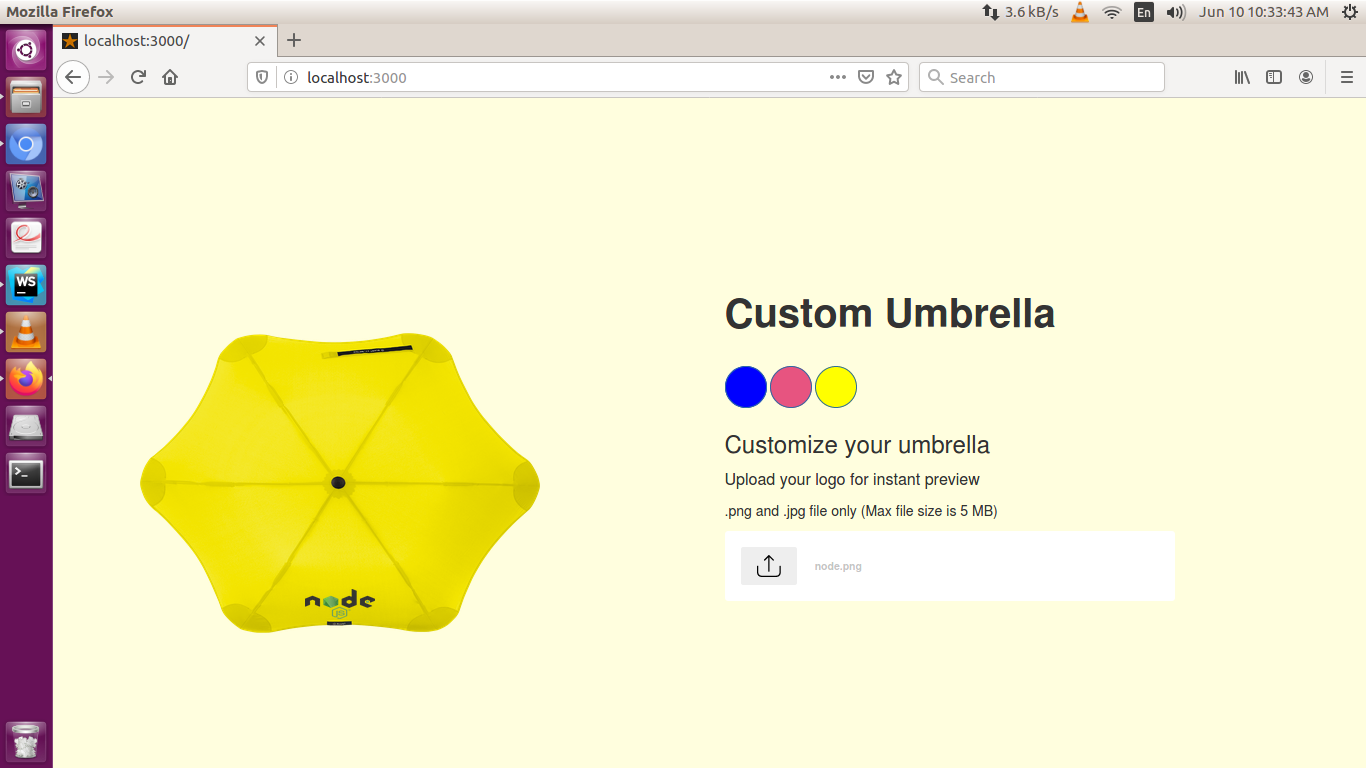 Mozilla Firefox
3.6 kB/s
En
Jun 10 10:33:43 AM
localhost:3000/
localhost:3000
Search
WS
Custom Umbrella
Customize your umbrella
Upload your logo for instant preview
.png and .jpg file only (Max file size is 5 MB)
node.png
node
JS